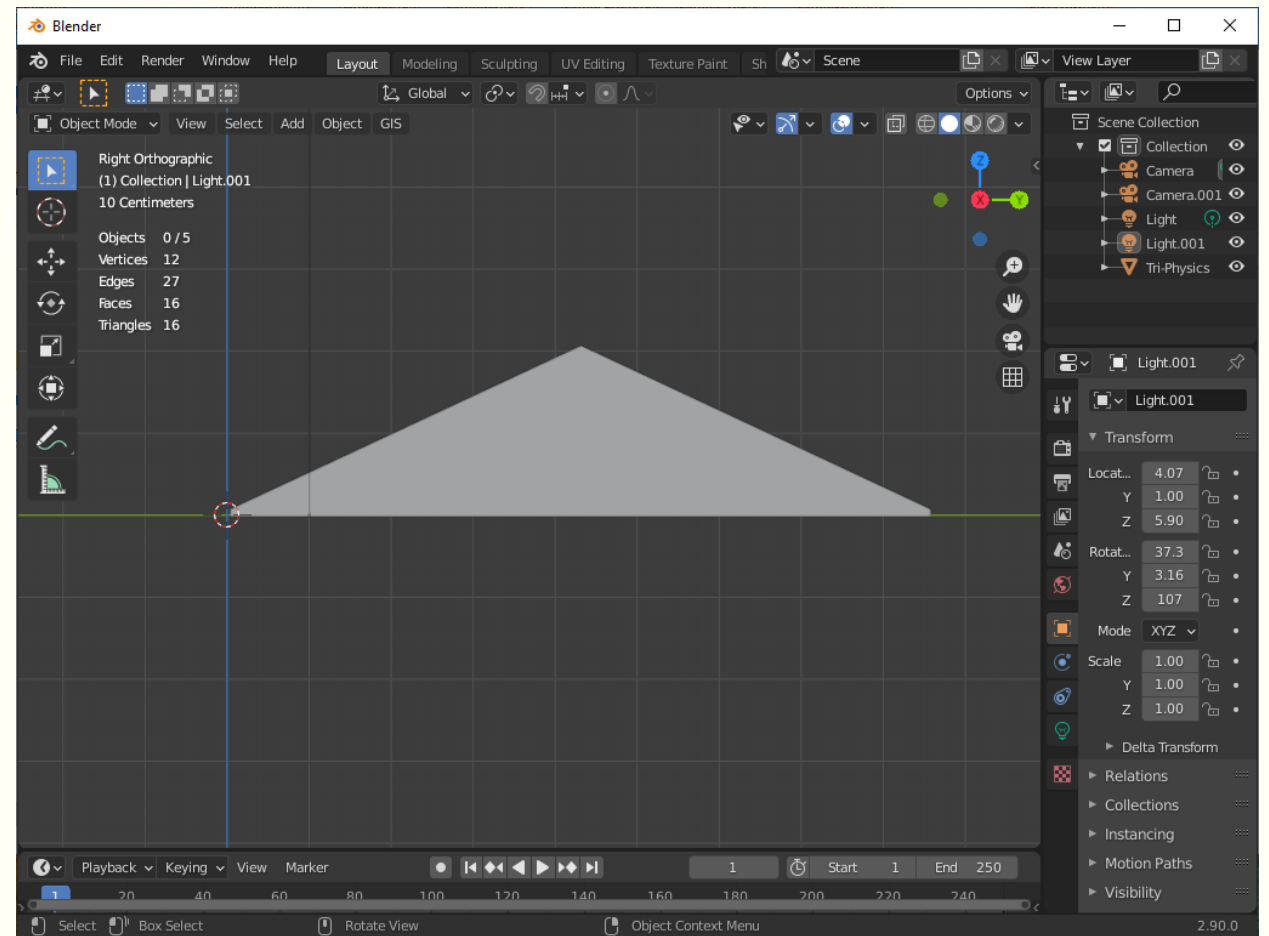 Blender
File Edit Render Window Help Layout Modeling Sculpting UV Editing Texture Paint Sh Scene View Layer
Global Options
Object Mode View Select Add Object GIS
Right Orthographic
(1) Collection | Light.001
10 Centimeters
Objects 0/5
Vertices 12
Edges 27
Faces 16
Triangles 16
Z
X Y
Scene Collection
Collection
Camera
Camera.001
Light
Light.001
Tri-Physics
Light.001
Light.001
Transform
Locat... 4.07
Y 1.00
Z 5.90
Rotat... 37.3
Y 3.16
Z 107
Mode XYZ
Scale 1.00
Y 1.00
Z 1.00
Delta Transform
Relations
Collections
Instancing
Motion Paths
Visibility
Playback Keying View Marker 1 Start 1 End 250
1 20 40 60 80 100 120 140 160 180 200 220 240
Select Box Select Rotate View Object Context Menu 2.90.0